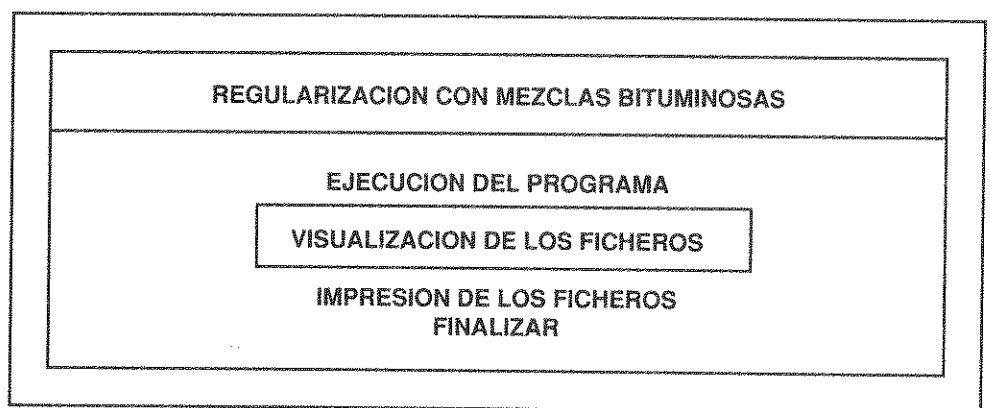 REGULARIZACION CON MEZCLAS BITUMINOSAS
EJECUCION DEL PROGRAMA
VISUALIZACION DE LOS FICHEROS
IMPRESION DE LOS FICHEROS
FINALIZAR